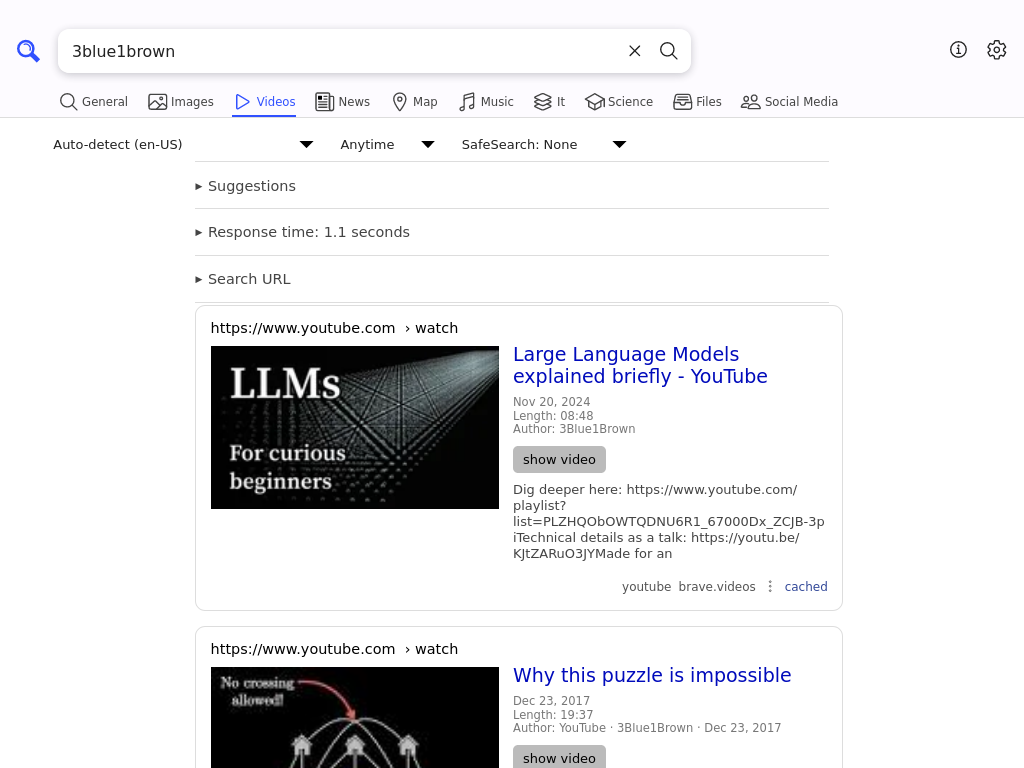 3blue1brown
General Images Videos News Map Music It Science Files Social Media
Auto-detect (en-US) Anytime SafeSearch: None
Suggestions
Response time: 1.1 seconds
Search URL
https://www.youtube.com › watch
LLMs
For curious
beginners
Large Language Models
explained briefly - YouTube
Nov 20, 2024
Length: 08:48
Author: 3Blue1Brown
show video
Dig deeper here: https://www.youtube.com/
playlist?
list=PLZHQObOWTQDNU6R1_67000Dx_ZCJB-3p
iTechnical details as a talk: https://youtu.be/
KJtZARuO3JYMade for an
youtube brave.videos cached
https://www.youtube.com › watch
No crossing
allowed!
Why this puzzle is impossible
Dec 23, 2017
Length: 19:37
Author: YouTube · 3Blue1Brown · Dec 23, 2017
show video